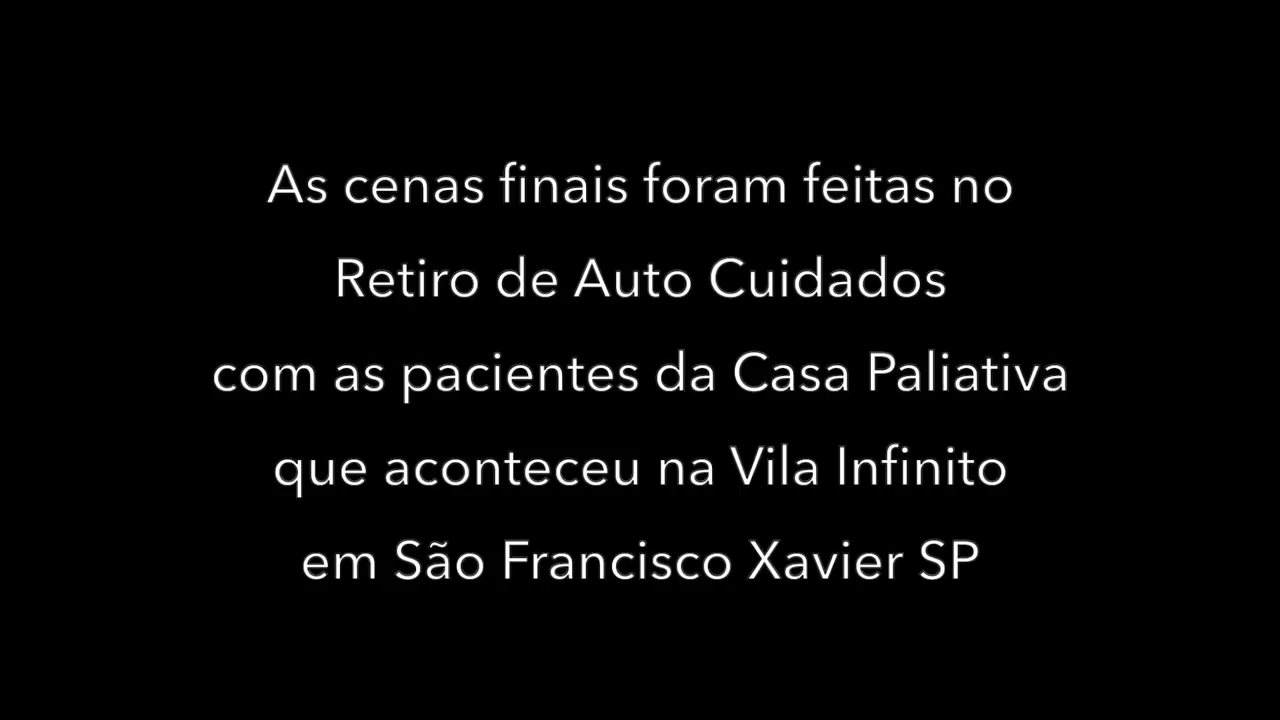 As cenas finais foram feitas no
Retiro de Auto Cuidados
com as pacientes da Casa Paliativa
que aconteceu na Vila Infinito
em São Francisco Xavier SP